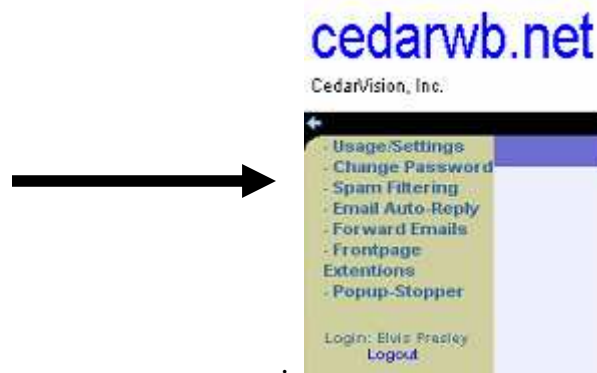 cedarwb.net
CedarVision, Inc.
- Usage/Settings
- Change Password
- Spam Filtering
- Email Auto-Reply
- Forward Emails
- Frontpage
Extentions
- Popup-Stopper
Login: Elvis Presley
Logout
.